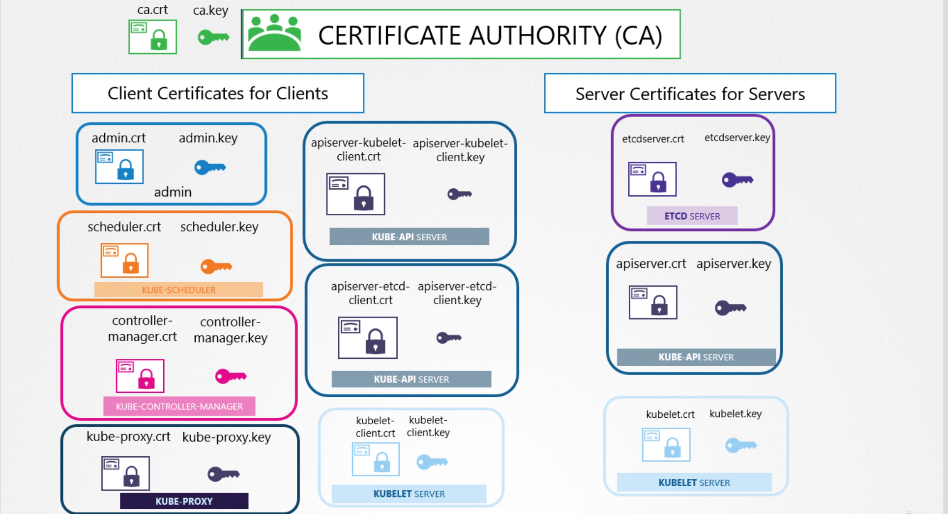 ca.crt ca.key
CERTIFICATE AUTHORITY (CA)
Client Certificates for Clients
admin.crt admin.key
admin
scheduler.crt scheduler.key
KUBE-SCHEDULER
controller-
manager.crt
controller-
manager.key
KUBE-CONTROLLER-MANAGER
kube-proxy.crt kube-proxy.key
KUBE-PROXY
apiserver-kubelet-
client.crt
apiserver-kubelet-
client.key
KUBE-API SERVER
apiserver-etcd-
client.crt
apiserver-etcd-
client.key
KUBE-API SERVER
kubelet-
client.crt
kubelet-
client.key
KUBELET SERVER
Server Certificates for Servers
etcdserver.crt etcdserver.key
ETCD SERVER
apiserver.crt apiserver.key
KUBE-API SERVER
kubelet.crt kubelet.key
KUBELET SERVER